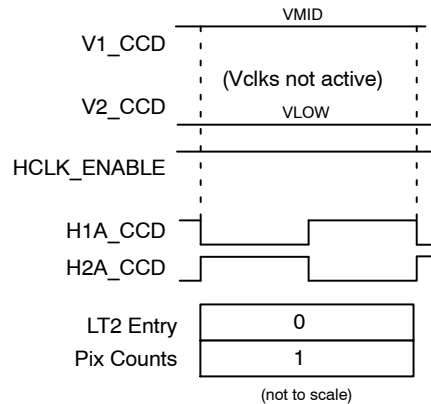 VMID
V1_CCD
(Vclks not active)
V2_CCD
VLOW
HCLK_ENABLE
H1A_CCD
H2A_CCD
LT2 Entry 0
Pix Counts 1
(not to scale)